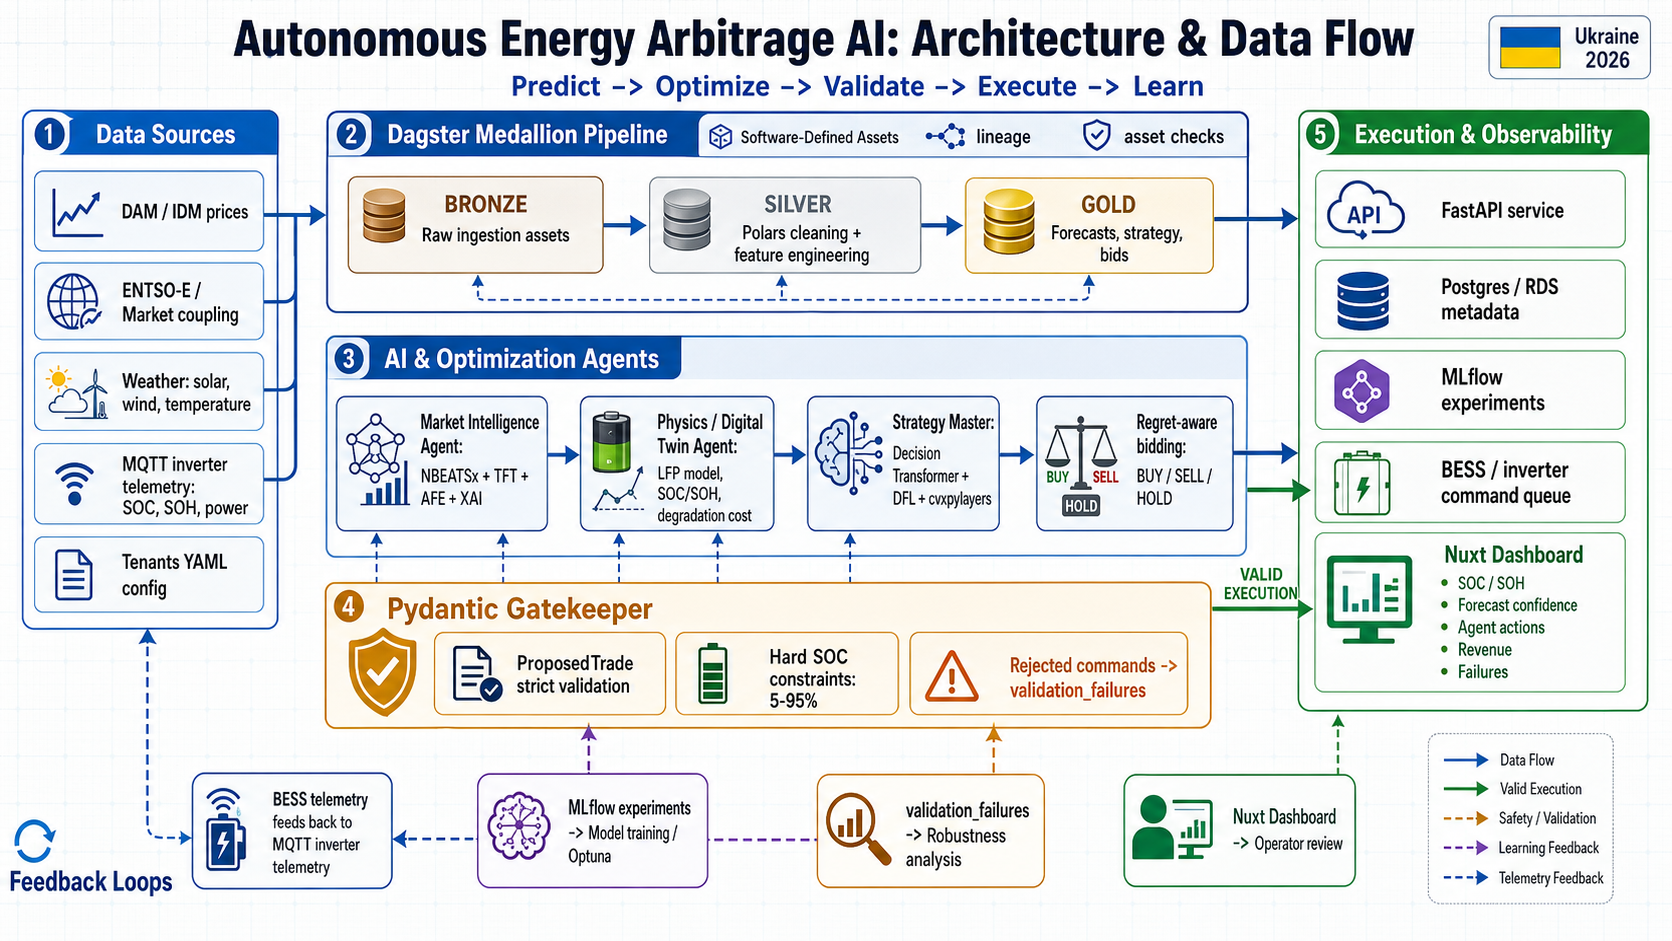 Autonomous Energy Arbitrage AI: Architecture & Data Flow
Predict –> Optimize –> Validate –> Execute –> Learn
Ukraine
2026
1 Data Sources
DAM / IDM prices
ENTSO-E /
Market coupling
Weather: solar,
wind, temperature
MQTT inverter
telemetry:
SOC, SOH, power
Tenants YAML
config
2 Dagster Medallion Pipeline
Software-Defined Assets
lineage
asset checks
BRONZE
Raw ingestion assets
SILVER
Polars cleaning +
feature engineering
GOLD
Forecasts, strategy,
bids
3 AI & Optimization Agents
Market Intelligence
Agent:
NBEATSx + TFT +
AFE + XAI
Physics / Digital
Twin Agent:
LFP model,
SOC/SOH,
degradation cost
Strategy Master:
Decision
Transformer +
DFL + cvxpylayers
BUY
SELL
HOLD
Regret-aware
bidding:
BUY / SELL /
HOLD
4 Pydantic Gatekeeper
ProposedTrade
strict validation
Hard SOC
constraints:
5-95%
Rejected commands –>
validation_failures
VALID
EXECUTION
5 Execution & Observability
API
FastAPI service
Postgres / RDS
metadata
MLflow
experiments
BESS / inverter
command queue
Nuxt Dashboard
• SOC / SOH
• Forecast confidence
• Agent actions
• Revenue
• Failures
Feedback Loops
BESS telemetry
feeds back to
MQTT inverter
telemetry
MLflow experiments
–> Model training /
Optuna
validation_failures
–> Robustness
analysis
Nuxt Dashboard
–> Operator review
Data Flow
Valid Execution
Safety / Validation
Learning Feedback
Telemetry Feedback